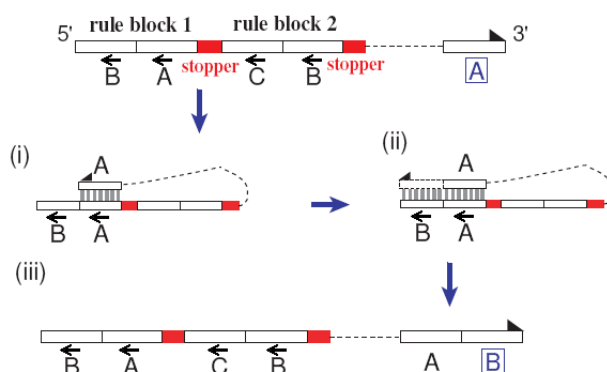 rule block 1 rule block 2
5' 3'
B A stopper C B stopper A
(i) (ii)
A A
B A B A
(iii)
B A C B A B